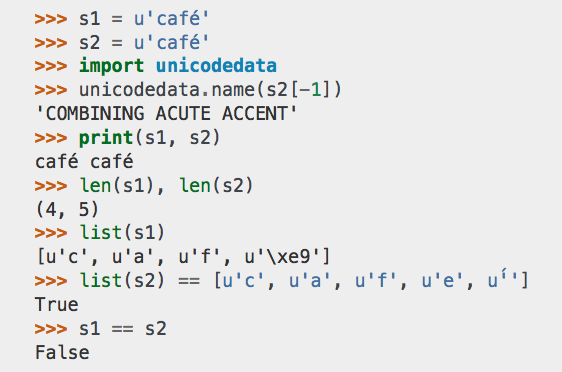 >>> s1 = u'café'
>>> s2 = u'café'
>>> import unicodedata
>>> unicodedata.name(s2[-1])
'COMBINING ACUTE ACCENT'
>>> print(s1, s2)
café café
>>> len(s1), len(s2)
(4, 5)
>>> list(s1)
[u'c', u'a', u'f', u'\xe9']
>>> list(s2) == [u'c', u'a', u'f', u'e', u'́']
True
>>> s1 == s2
False